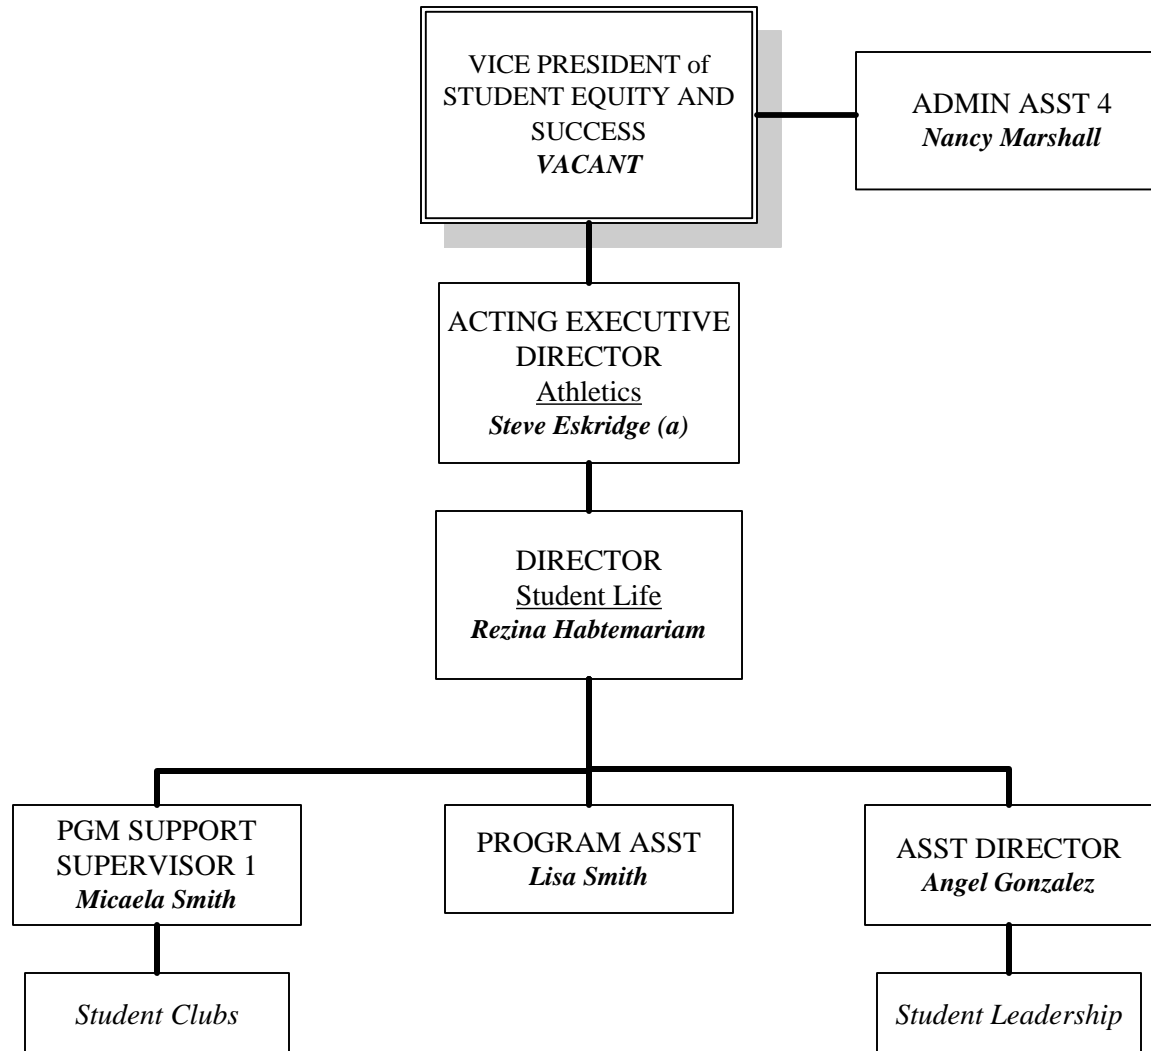 VICE PRESIDENT of
STUDENT EQUITY AND
SUCCESS
VACANT
ADMIN ASST 4
Nancy Marshall
ACTING EXECUTIVE
DIRECTOR
Athletics
Steve Eskridge (a)
DIRECTOR
Student Life
Rezina Habtemariam
PGM SUPPORT
SUPERVISOR 1
Micaela Smith
PROGRAM ASST
Lisa Smith
ASST DIRECTOR
Angel Gonzalez
Student Clubs
Student Leadership